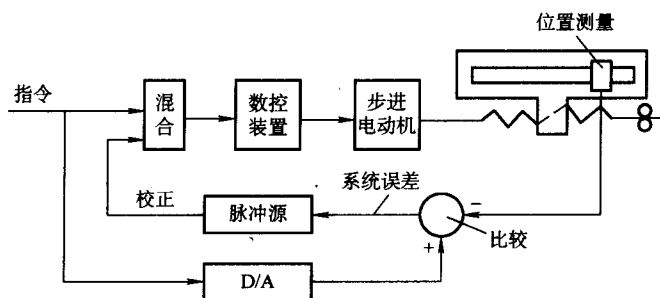 位置测量
指令
混
合
数控
装置
步进
电动机
系统误差
校正
脉冲源
−
+
比较
D/A